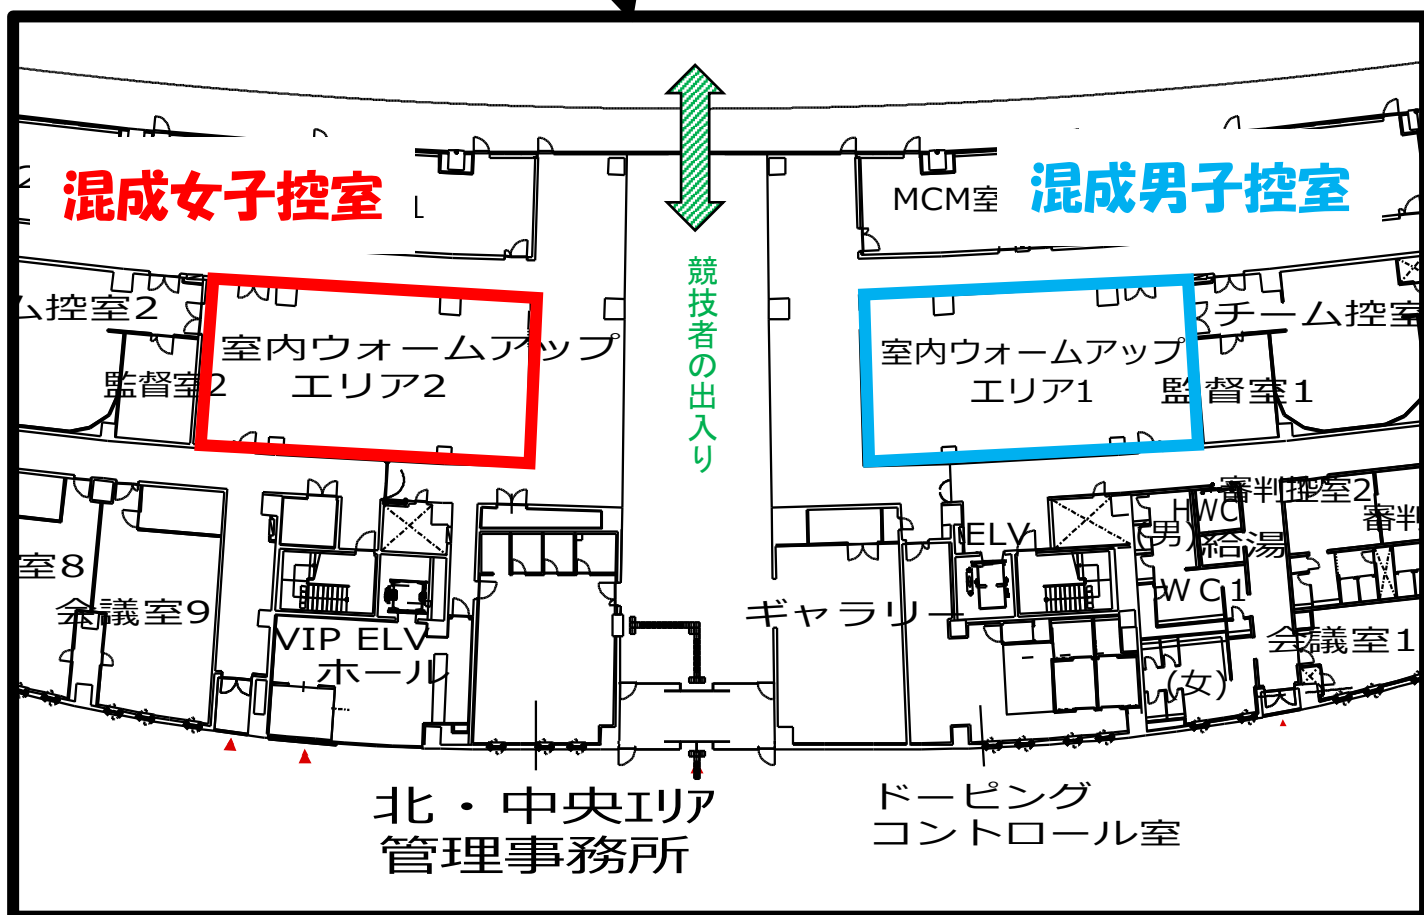 混成女子控室
MCM室
混成男子控室
競技者の出入り
ム控室2
監督室2
室内ウォームアップ
エリア2
室内ウォームアップ
エリア1
チーム控室
監督室1
室8
会議室9
VIP ELV
ホール
ギャラリー
ELV
HWC
(男)
給湯
WC1
(女)
審判控室2
審判
会議室1
北・中央エリア
管理事務所
ドーピング
コントロール室